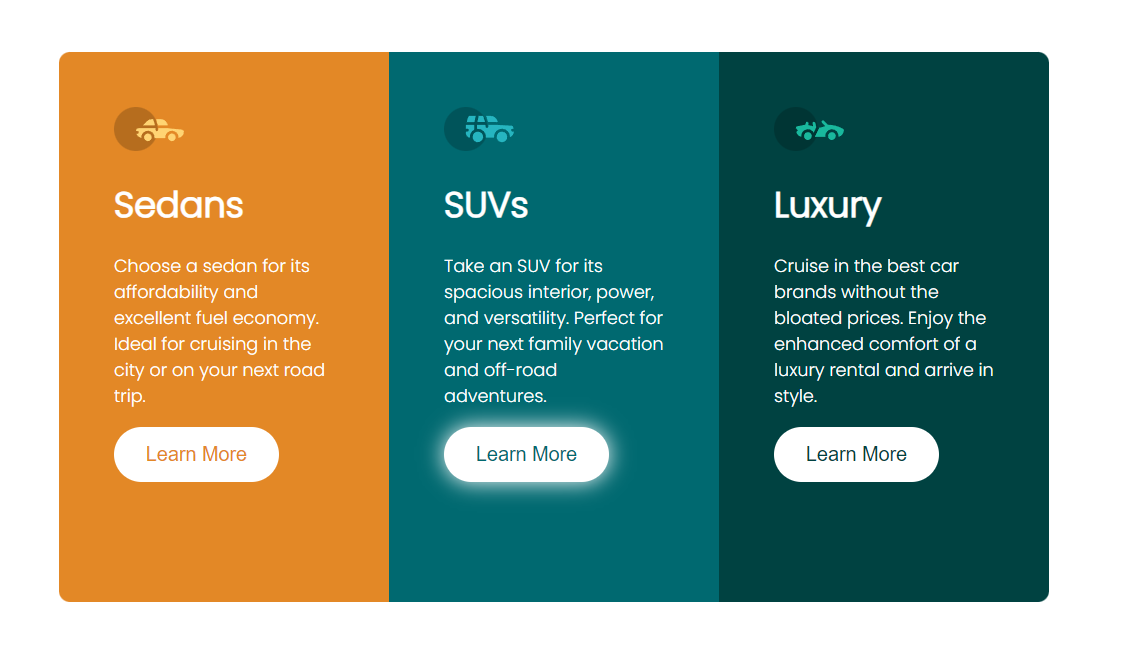 Sedans
Choose a sedan for its
affordability and
excellent fuel economy.
Ideal for cruising in the
city or on your next road
trip.
Learn More
SUVs
Take an SUV for its
spacious interior, power,
and versatility. Perfect for
your next family vacation
and off-road
adventures.
Learn More
Luxury
Cruise in the best car
brands without the
bloated prices. Enjoy the
enhanced comfort of a
luxury rental and arrive in
style.
Learn More